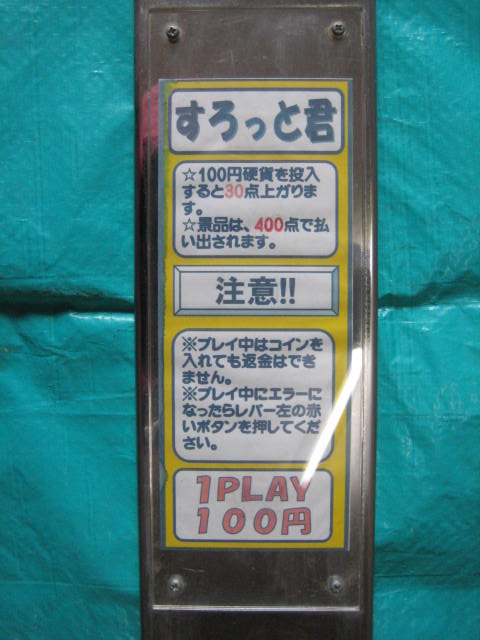 すろっと君
☆100円硬貨を投入
すると30点上がりま
す。
☆景品は、400点で払
い出されます。
注意!!
※プレイ中はコインを
入れても返金はでき
ません。
※プレイ中にエラーに
なったらレバー左の赤
いボタンを押してくだ
さい。
1PLAY
100円